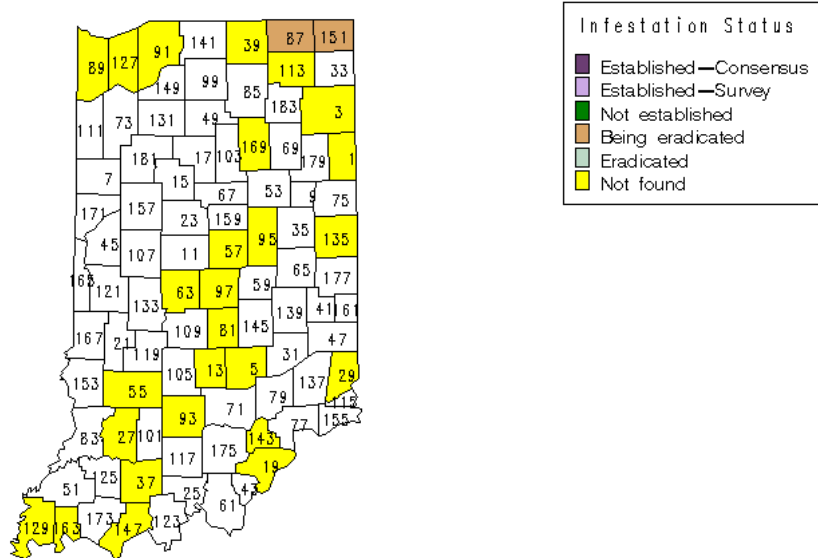 Infestation Status
Established—Consensus
Established—Survey
Not established
Being eradicated
Eradicated
Not found
89 127 91 141 39 87 151
149 99 113 33
85
111 73 131 49 183 3
181 17 103 169 69 179 1
7 15
67 53 9 75
171 157 23 159
45 57 95 35 135
107 11
165 121 133 63 97 59 65 177
139 41 161
167 21 109 81 145 47
119 31
153 105 13 5 137 29
55 79 115
93 71 77 155
83 27 101 143
117 175 19
51 125 37 25 43
61
129 163 173 147 123